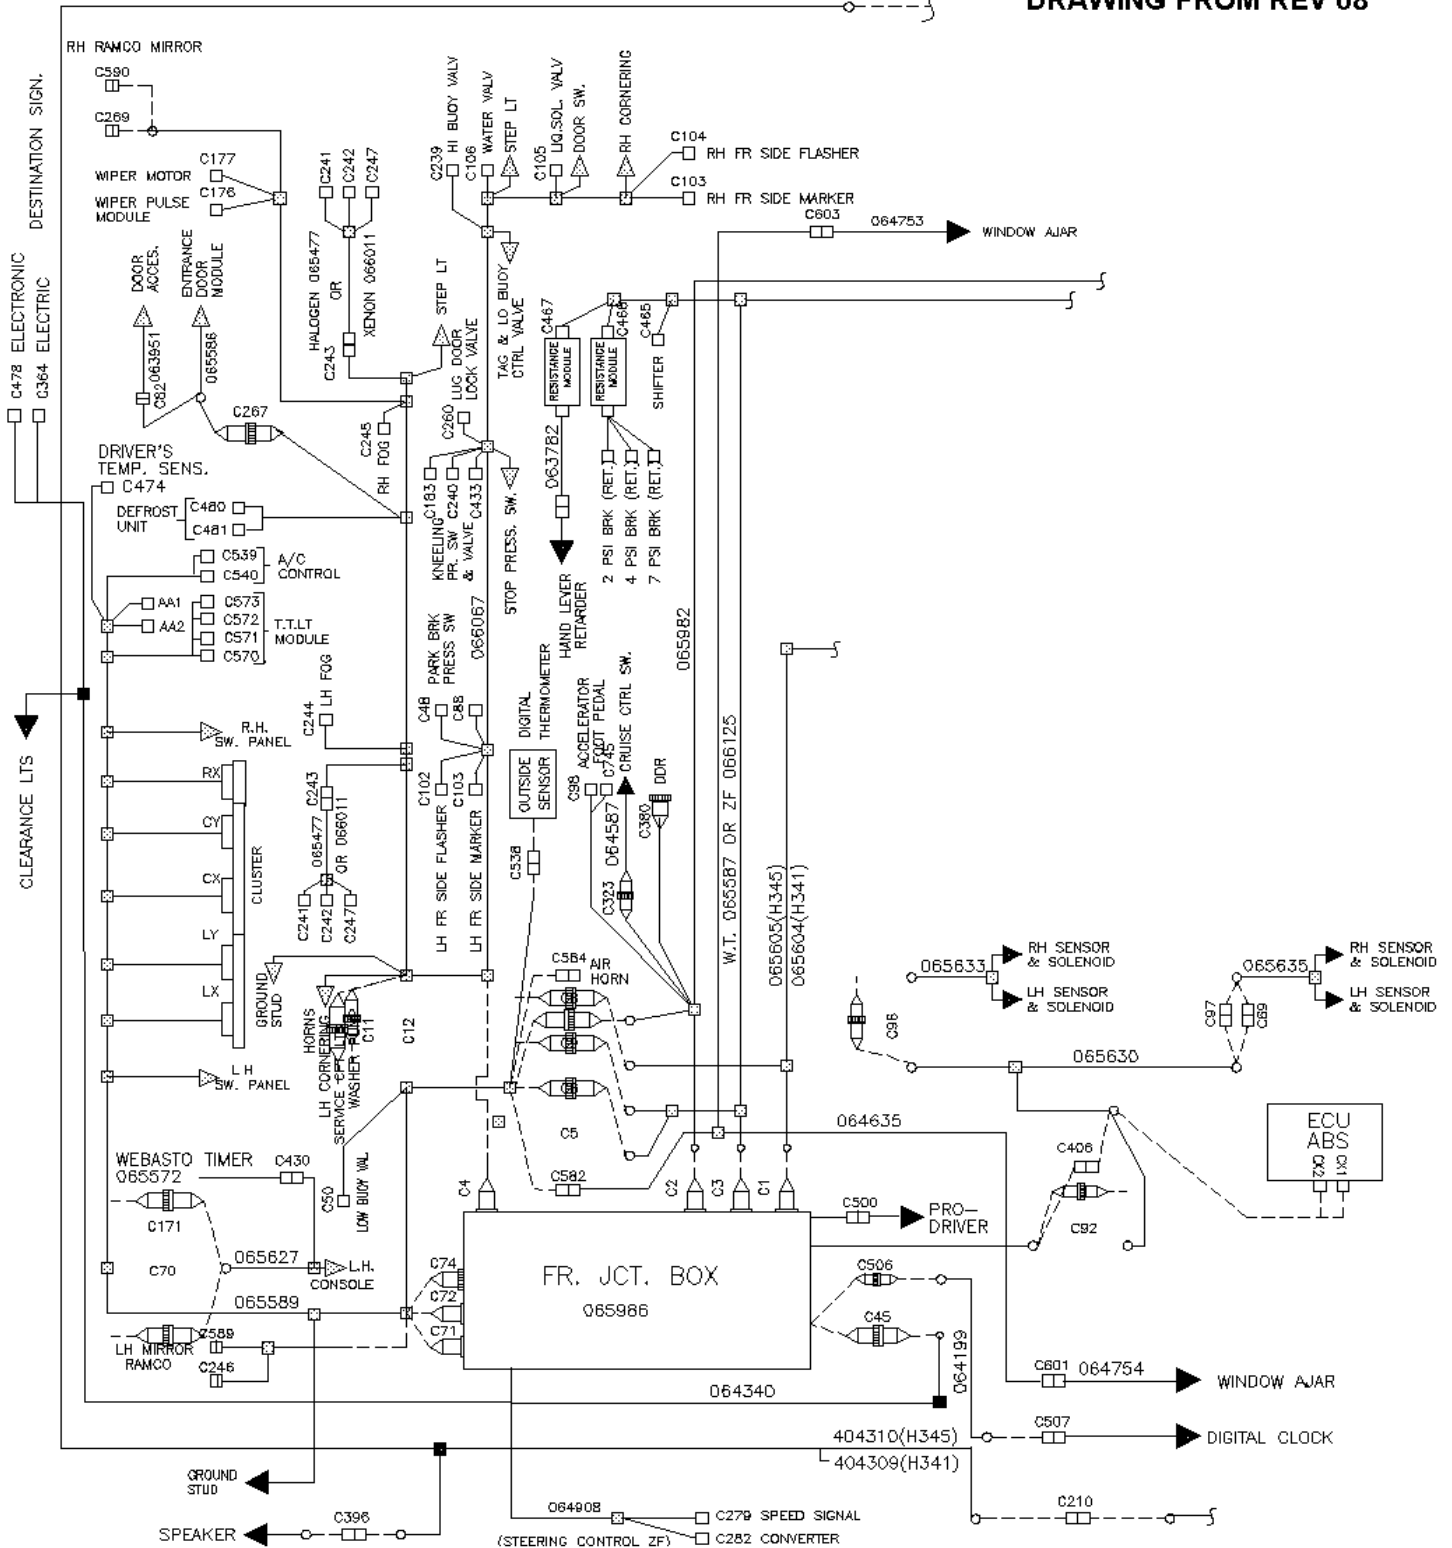 DRAWING FROM REV 08
RH RAMCO MIRROR
C590
C269
DESTINATION SIGN.
C478 ELECTRONIC
C364 ELECTRIC
C177
WIPER MOTOR
C176
WIPER PULSE
MODULE
DOOR
ACCES.
ENTRANCE
DOOR
MODULE
C82
063951
065586
C267
C241
C242
C247
HALOGEN 065477
OR
XENON 066011
C243
STEP LT
C245
RH FOG
C239
HI BUOY VALV
C106
WATER VALV
STEP LT
C105
LIQ.SOL. VALV
DOOR SW.
RH CORNERING
C104
RH FR SIDE FLASHER
C103
RH FR SIDE MARKER
C603
064753
WINDOW AJAR
TAG & LO BUOY
CTRL VALVE
C260
LUG DOOR
LOCK VALVE
C183
C240
C433
KNEELING
PR. SW
& VALVE
STOP PRESS. SW.
C467
C466
C465
RESISTANCE
MODULE
RESISTANCE
MODULE
SHIFTER
063782
HAND LEVER
RETARDER
2 PSI BRK (RET.)
4 PSI BRK (RET.)
7 PSI BRK (RET.)
DRIVER'S
TEMP. SENS.
C474
DEFROST
UNIT
C480
C481
C539
C540
A/C
CONTROL
AA1
AA2
C573
C572
C571
C570
T.T.LT
MODULE
CLEARANCE LTS
R.H.
SW. PANEL
RX
CY
CX
LY
LX
CLUSTER
L H
SW. PANEL
C244
LH FOG
C243
065477
OR 066011
C241
C242
C247
GROUND
STUD
HORNS
LH CORNERING
WASHER PUMP
C11
C12
C48
C88
PARK BRK
PRESS SW
066067
C102
C103
LH FR SIDE FLASHER
LH FR SIDE MARKER
DIGITAL
THERMOMETER
OUTSIDE
SENSOR
C538
C98
C745
ACCELERATOR
FOOT PEDAL
CRUISE CTRL SW.
064587
C323
DDR
C380
065982
W.T. 065587 OR ZF 066125
065605(H345)
065604(H341)
C584
AIR
HORN
C5
C582
C50
LOW BUOY VAL
C4
C2
C3
C1
064635
065633
RH SENSOR
& SOLENOID
LH SENSOR
& SOLENOID
C96
065635
C97
C69
RH SENSOR
& SOLENOID
LH SENSOR
& SOLENOID
065630
ECU
ABS
CX2
CX1
C406
C92
WEBASTO TIMER
065572
C430
C171
C70
065627
L.H.
CONSOLE
065589
C589
LH MIRROR
RAMCO
C246
C74
C72
C71
FR. JCT. BOX
065986
C500
PRO-
DRIVER
C506
C45
064199
064340
C601
064754
WINDOW AJAR
404310(H345)
404309(H341)
C507
DIGITAL CLOCK
C210
GROUND
STUD
SPEAKER
C396
064908
(STEERING CONTROL ZF)
C279 SPEED SIGNAL
C282 CONVERTER